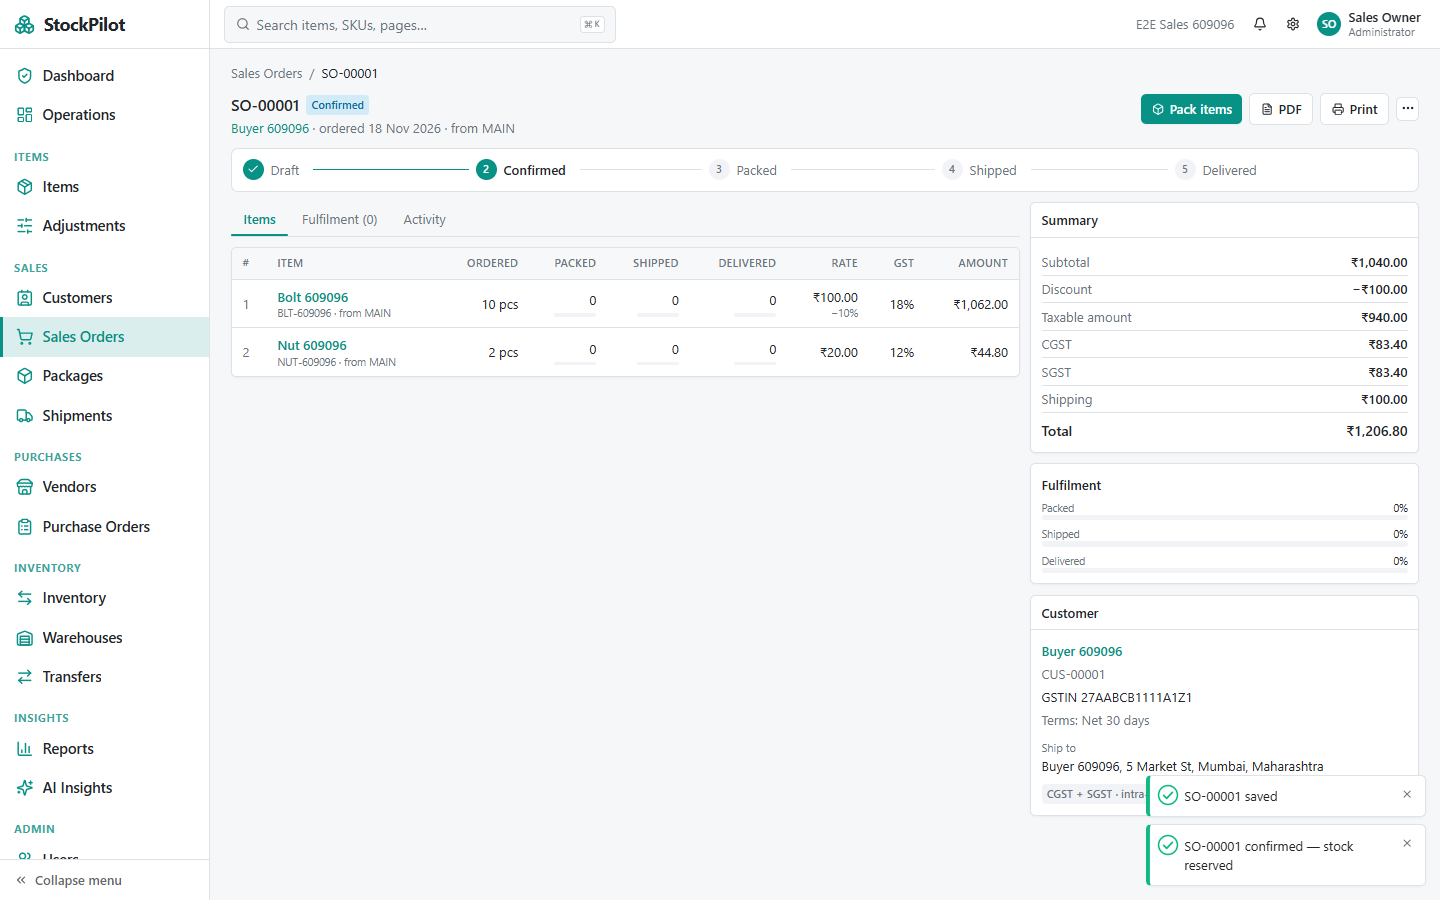 StockPilot
Search items, SKUs, pages...
⌘K
E2E Sales 609096
SO
Sales Owner
Administrator
Dashboard
Operations
ITEMS
Items
Adjustments
SALES
Customers
Sales Orders
Packages
Shipments
PURCHASES
Vendors
Purchase Orders
INVENTORY
Inventory
Warehouses
Transfers
INSIGHTS
Reports
AI Insights
ADMIN
Users
Collapse menu
Sales Orders / SO-00001
SO-00001 Confirmed
Buyer 609096 · ordered 18 Nov 2026 · from MAIN
Pack items
PDF
Print
Draft
2 Confirmed
3 Packed
4 Shipped
5 Delivered
Items
Fulfilment (0)
Activity
# ITEM ORDERED PACKED SHIPPED DELIVERED RATE GST AMOUNT
1 Bolt 609096 10 pcs 0 0 0 ₹100.00 18% ₹1,062.00
BLT-609096 · from MAIN −10%
2 Nut 609096 2 pcs 0 0 0 ₹20.00 12% ₹44.80
NUT-609096 · from MAIN
Summary
Subtotal ₹1,040.00
Discount −₹100.00
Taxable amount ₹940.00
CGST ₹83.40
SGST ₹83.40
Shipping ₹100.00
Total ₹1,206.80
Fulfilment
Packed 0%
Shipped 0%
Delivered 0%
Customer
Buyer 609096
CUS-00001
GSTIN 27AABCB1111A1Z1
Terms: Net 30 days
Ship to
Buyer 609096, 5 Market St, Mumbai, Maharashtra
CGST + SGST · intra
SO-00001 saved
SO-00001 confirmed — stock
reserved